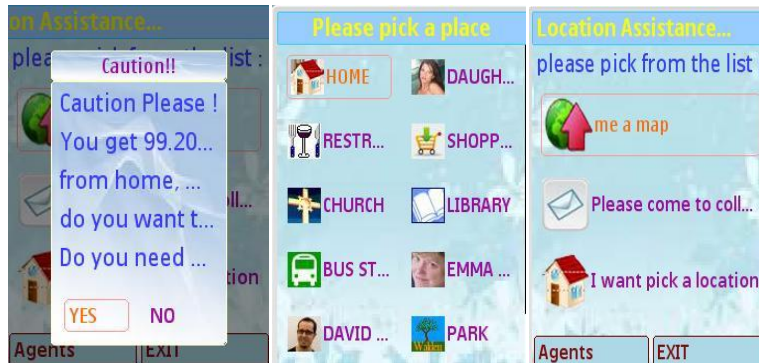 on Assistance...
plea
ist :
Caution!!
Caution Please !
You get 99.20...
from home, ...
do you want t...
Do you need ...
YES NO
ll...
tion
Agents EXIT
Please pick a place
HOME DAUGH...
RESTR... SHOPP...
CHURCH LIBRARY
BUS ST... EMMA ...
DAVID ... PARK
Walden
Location Assistance...
please pick from the list
me a map
Please come to coll...
I want pick a location
Agents EXIT